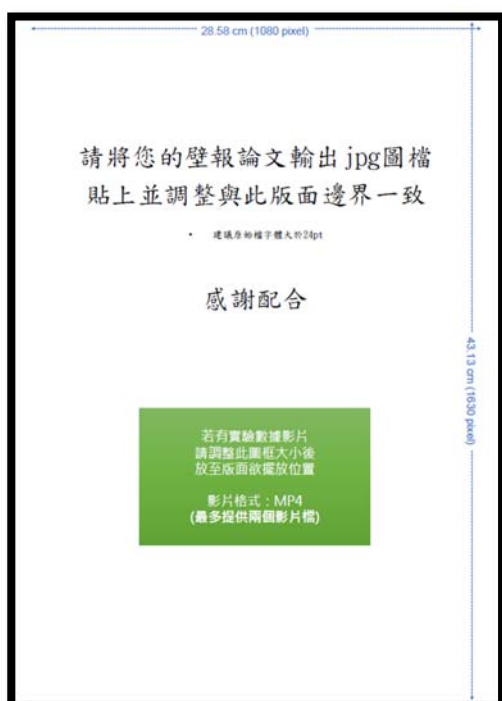 28.58 cm (1080 pixel)
請將您的壁報論文輸出 jpg圖檔
貼上並調整與此版面邊界一致
• 建議原始檔字體大於24pt
感謝配合
43.13 cm (1630 pixel)
若有實驗數據影片
請調整此圖框大小後
放至版面欲擺放位置
影片格式：MP4
(最多提供兩個影片檔)